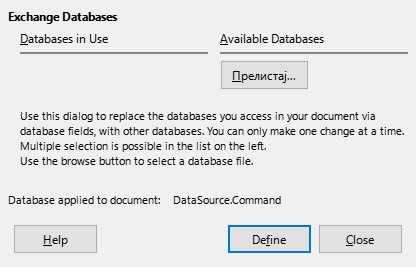 Exchange Databases
Databases in Use Available Databases
Прелистај...
Use this dialog to replace the databases you access in your document via
database fields, with other databases. You can only make one change at a time.
Multiple selection is possible in the list on the left.
Use the browse button to select a database file.
Database applied to document: DataSource.Command
Help Define Close